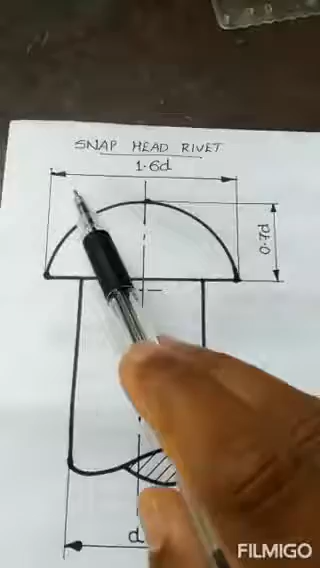 SNAP HEAD RIVET
1.6d
0.7d
d
FILMIGO